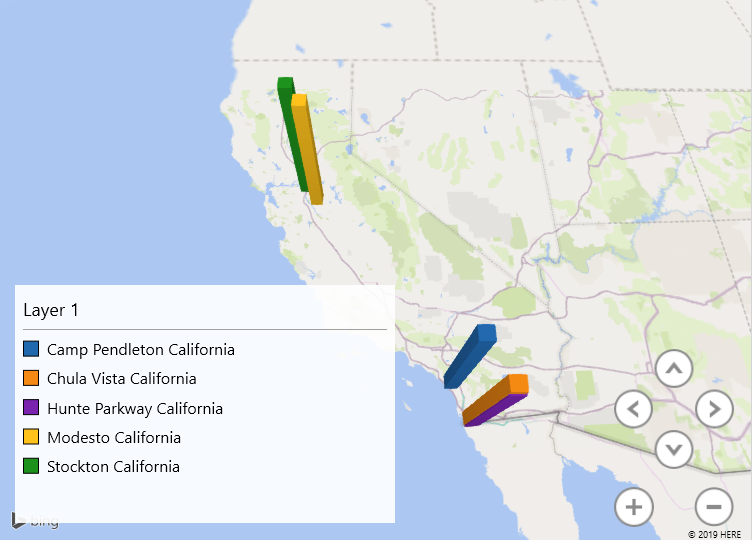 Layer 1
Camp Pendleton California
Chula Vista California
Hunte Parkway California
Modesto California
Stockton California
bing
© 2019 HERE